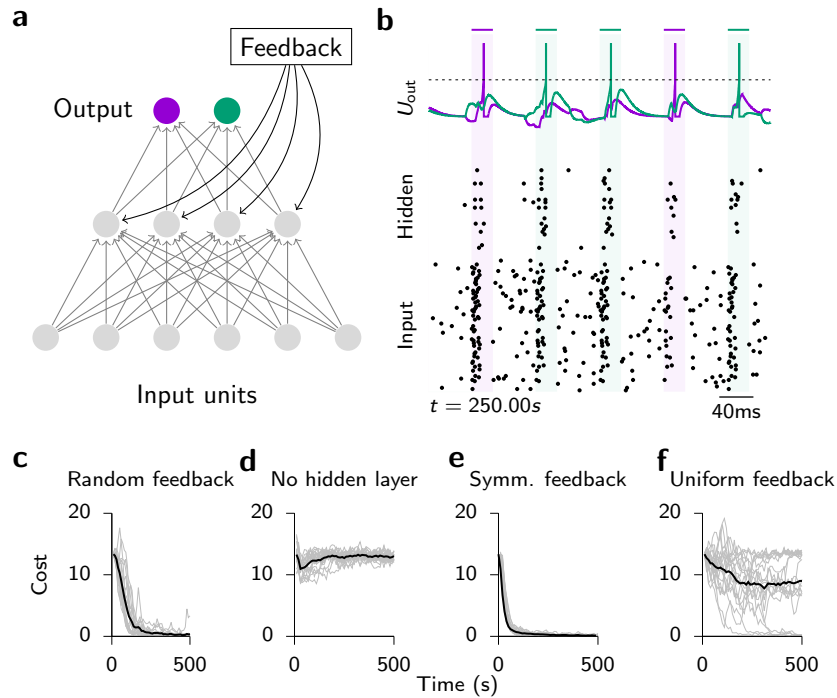 a
Feedback
Output
Input units
b
U_out
Hidden
Input
t = 250.00s
40ms
c
Random feedback
d
No hidden layer
e
Symm. feedback
f
Uniform feedback
Cost
20
10
0
0
500
20
10
0
0
500
20
10
0
0
500
20
10
0
0
500
Time (s)